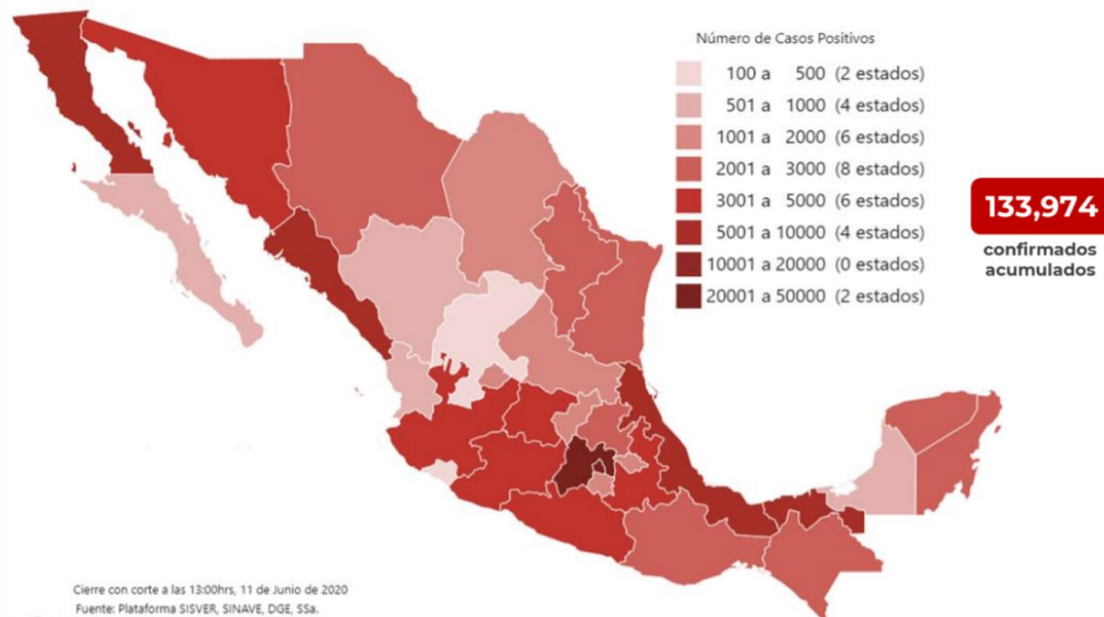 Número de Casos Positivos
100 a 500 (2 estados)
501 a 1000 (4 estados)
1001 a 2000 (6 estados)
2001 a 3000 (8 estados)
3001 a 5000 (6 estados)
5001 a 10000 (4 estados)
10001 a 20000 (0 estados)
20001 a 50000 (2 estados)
133,974
confirmados
acumulados
Cierre con corte a las 13:00hrs, 11 de Junio de 2020
Fuente: Plataforma SISVER, SINAVE, DGE, SSa.